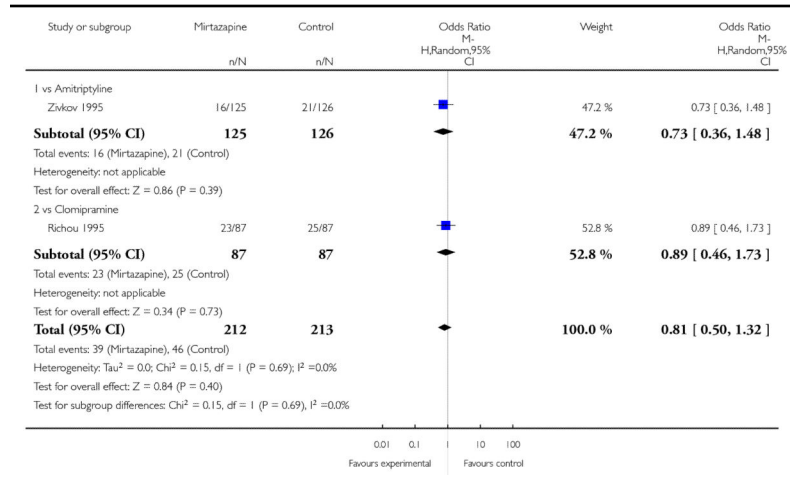 Study or subgroup Mirtazapine Control Odds Ratio Weight Odds Ratio
M- M-
H,Random,95% H,Random,95%
n/N n/N CI CI
1 vs Amitriptyline
Zivkov 1995 16/125 21/126 47.2 % 0.73 [ 0.36, 1.48 ]
Subtotal (95% CI) 125 126 47.2 % 0.73 [ 0.36, 1.48 ]
Total events: 16 (Mirtazapine), 21 (Control)
Heterogeneity: not applicable
Test for overall effect: Z = 0.86 (P = 0.39)
2 vs Clomipramine
Richou 1995 23/87 25/87 52.8 % 0.89 [ 0.46, 1.73 ]
Subtotal (95% CI) 87 87 52.8 % 0.89 [ 0.46, 1.73 ]
Total events: 23 (Mirtazapine), 25 (Control)
Heterogeneity: not applicable
Test for overall effect: Z = 0.34 (P = 0.73)
Total (95% CI) 212 213 100.0 % 0.81 [ 0.50, 1.32 ]
Total events: 39 (Mirtazapine), 46 (Control)
Heterogeneity: Tau² = 0.0; Chi² = 0.15, df = 1 (P = 0.69); I² =0.0%
Test for overall effect: Z = 0.84 (P = 0.40)
Test for subgroup differences: Chi² = 0.15, df = 1 (P = 0.69), I² =0.0%
0.01 0.1 1 10 100
Favours experimental Favours control